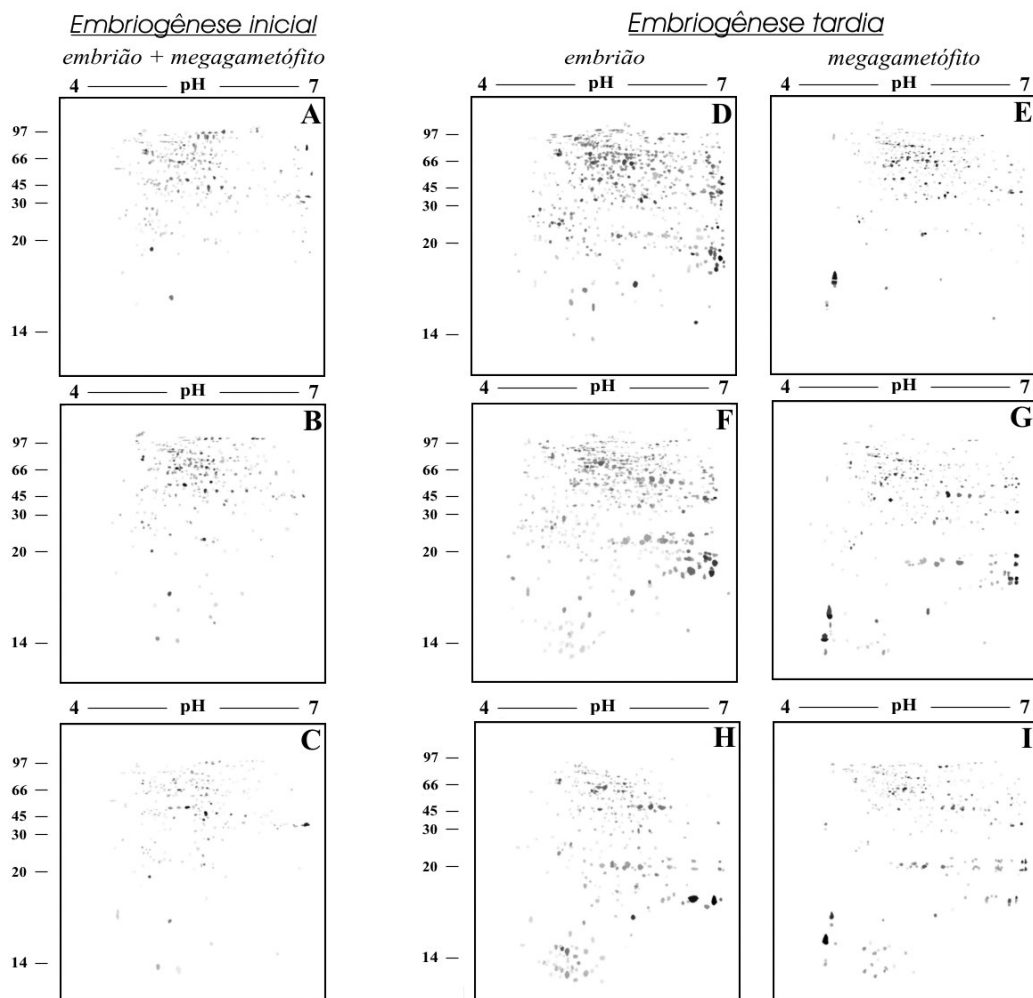 Embriogênese inicial
embrião + megagametófito
Embriogênese tardia
embrião
megagametófito
4 pH 7
4 pH 7
4 pH 7
A
97
66
45
30
20
14
D
97
66
45
30
20
14
E
4 pH 7
4 pH 7
4 pH 7
B
97
66
45
30
20
14
F
97
66
45
30
20
14
G
4 pH 7
4 pH 7
4 pH 7
C
97
66
45
30
20
14
H
97
66
45
30
20
14
I